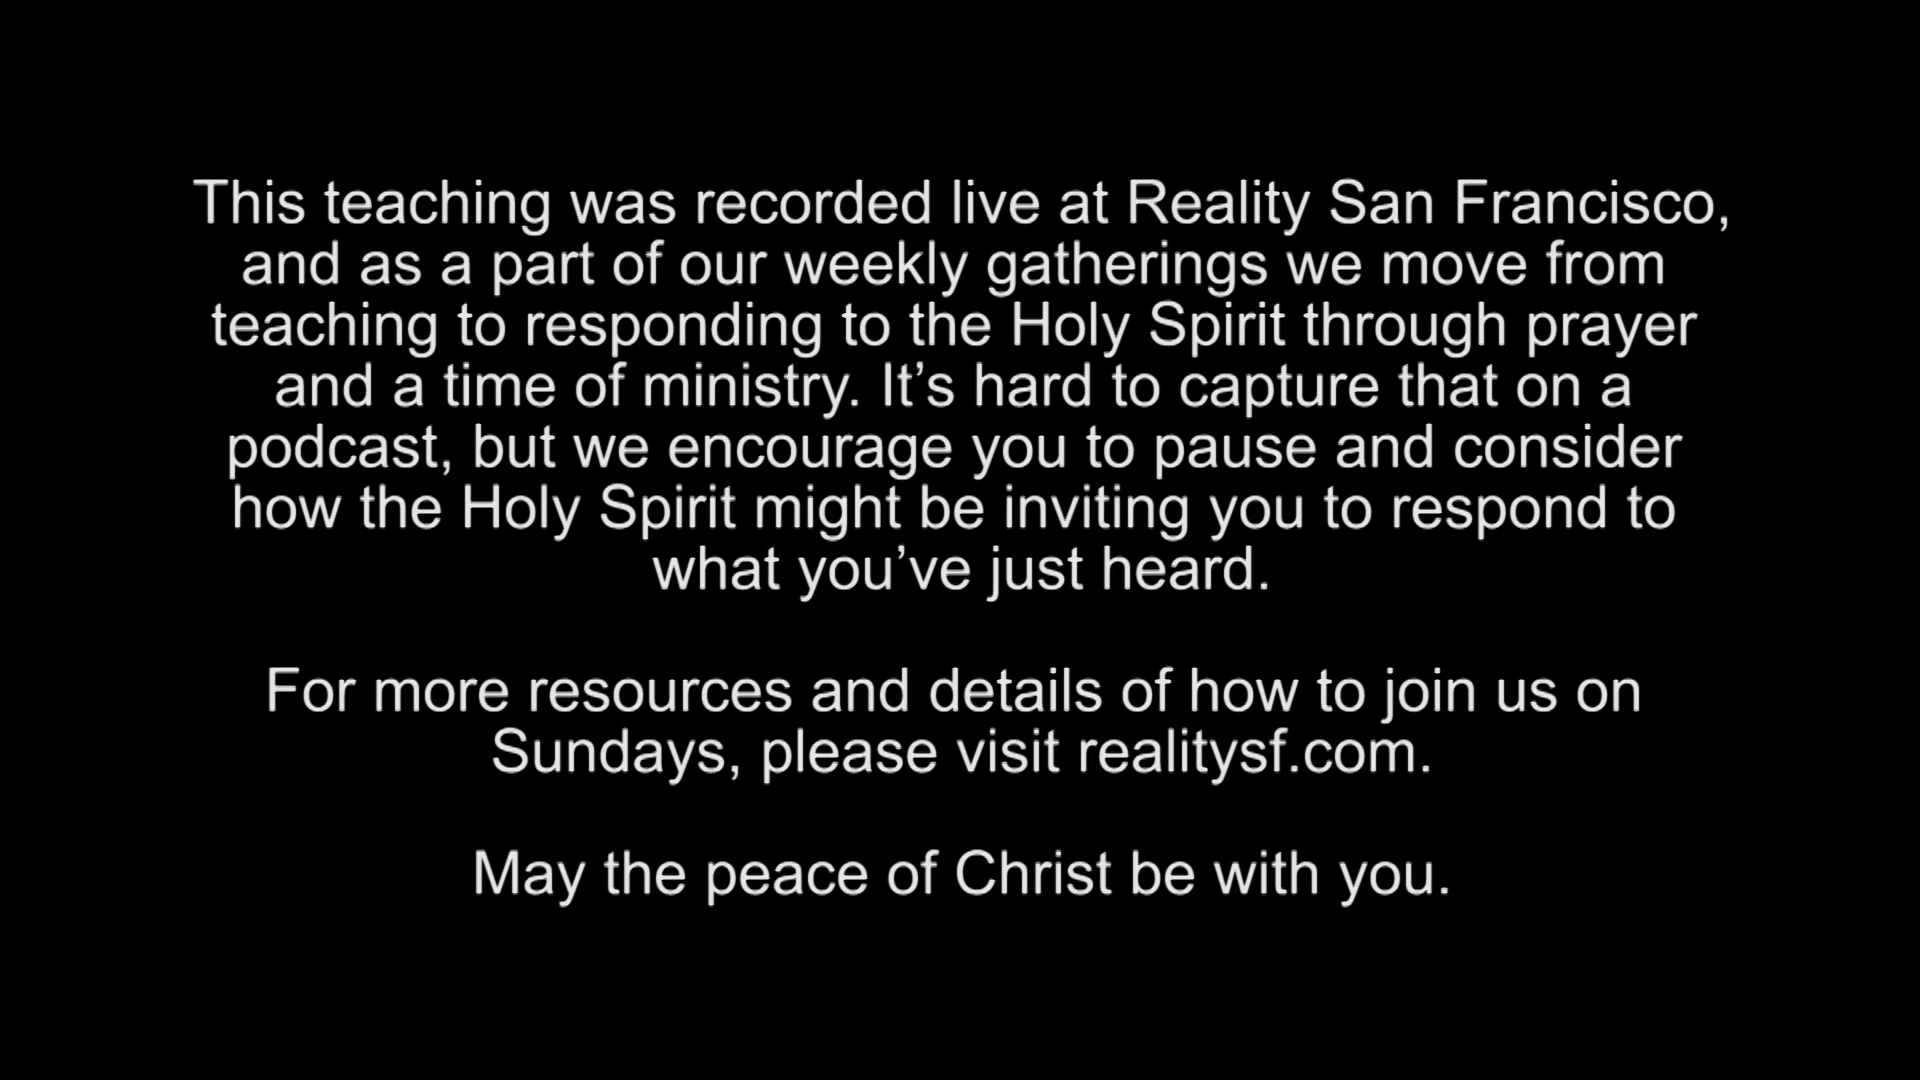 This teaching was recorded live at Reality San Francisco,
and as a part of our weekly gatherings we move from
teaching to responding to the Holy Spirit through prayer
and a time of ministry. It’s hard to capture that on a
podcast, but we encourage you to pause and consider
how the Holy Spirit might be inviting you to respond to
what you’ve just heard.
For more resources and details of how to join us on
Sundays, please visit realitysf.com.
May the peace of Christ be with you.